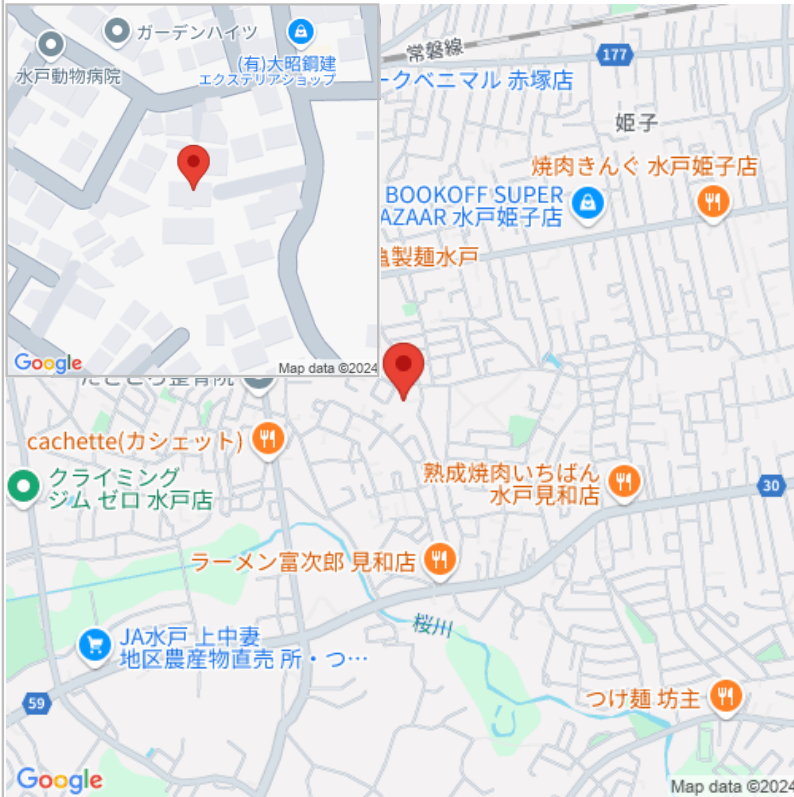 ガーデンハイツ
水戸動物病院
(有)大昭鋼建
エクステリアショップ
Google
Map data ©2024
常磐線
177
ークベニマル 赤塚店
姫子
焼肉きんぐ 水戸姫子店
BOOKOFF SUPER
AZAAR 水戸姫子店
製麺水戸
cachette(カシェット)
クライミング
ジム ゼロ 水戸店
熟成焼肉いちばん
水戸見和店
30
ラーメン富次郎 見和店
桜川
JA水戸 上中妻
地区農産物直売 所・つ…
59
つけ麺 坊主
Google
Map data ©2024